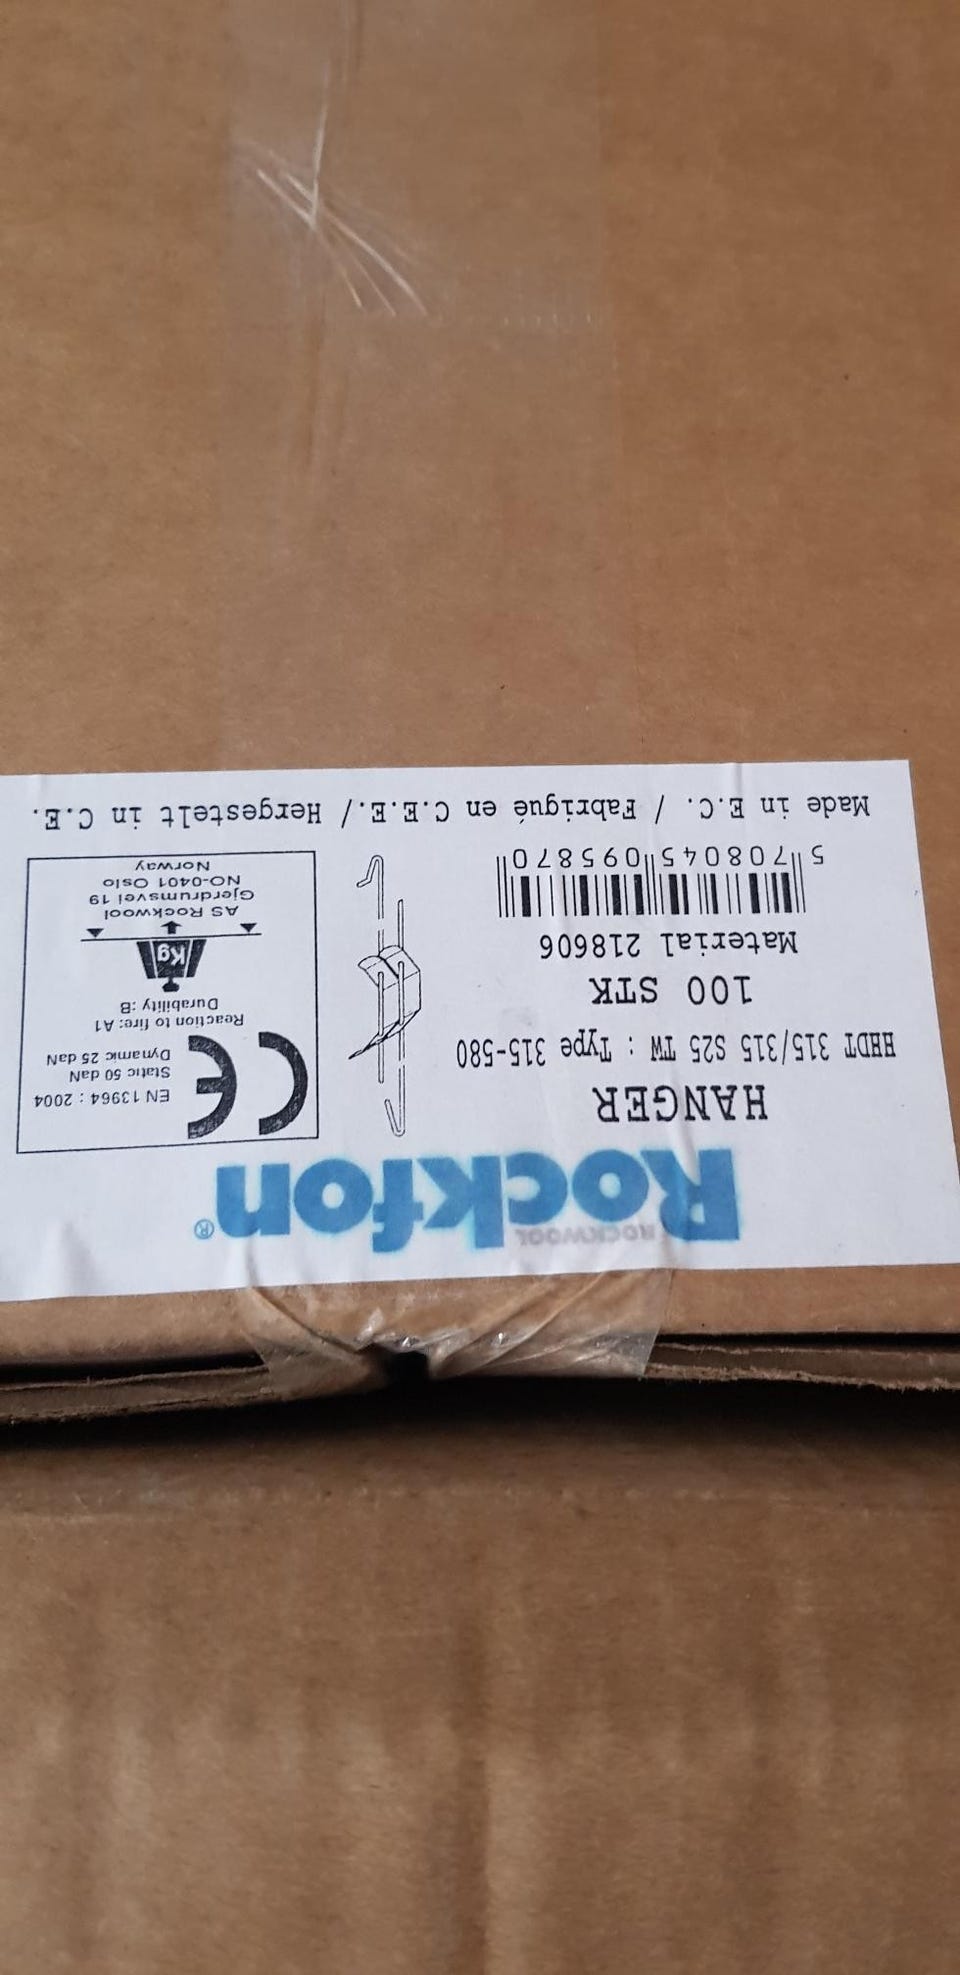 Rockfon®
ROCKWOOL
HANGER
HHDT 315/315 S25 TW : Type 315-580
100 STK
Material 218606
5 708045 095870
Made in E.C. / Fabrigué en C.E.E./ Hergestelt in C.E.
CE
EN 13964 : 2004
Static 50 daN
Dynamic 25 daN
Reaction to fire: A1
Durability :B
Kg
AS Rockwool
Gjerdrumsvei 19
NO-0401 Oslo
Norway